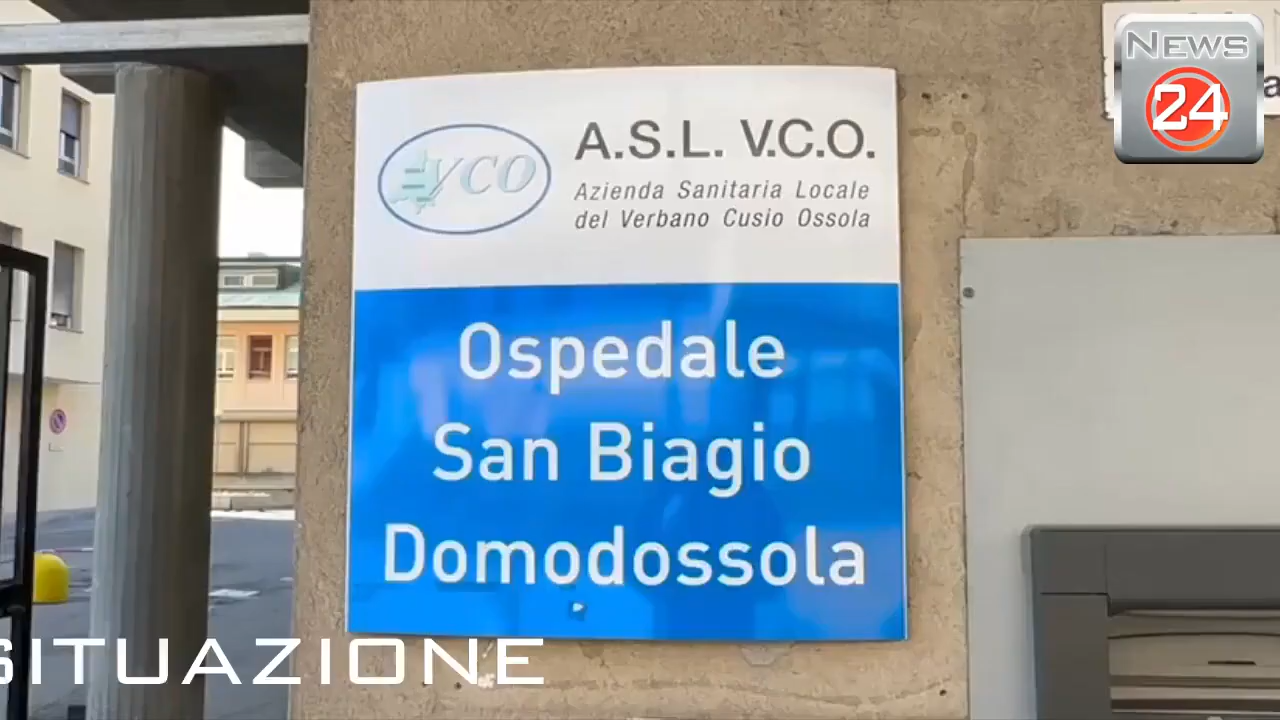 News
24
A.S.L. V.C.O.
VCO
Azienda Sanitaria Locale
del Verbano Cusio Ossola
Ospedale
San Biagio
Domodossola
SITUAZIONE